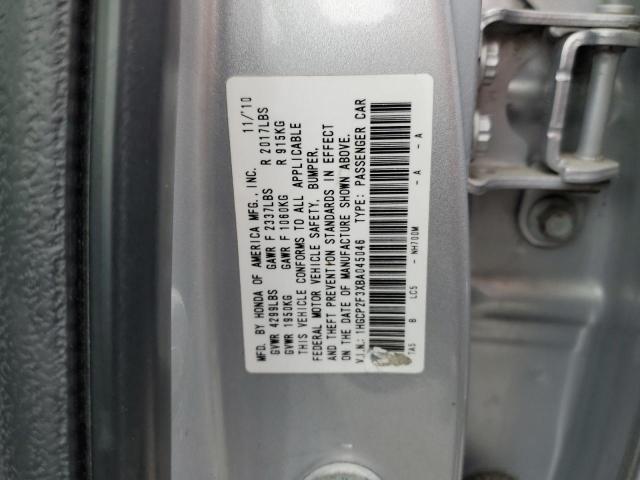 MFD. BY HONDA OF AMERICA MFG., INC. 11/10
GVWR 4299LBS GAWR F 2337LBS R 2017LBS
GVWR 1950KG GAWR F 1060KG R 915KG
THIS VEHICLE CONFORMS TO ALL APPLICABLE
FEDERAL MOTOR VEHICLE SAFETY, BUMPER,
AND THEFT PREVENTION STANDARDS IN EFFECT
ON THE DATE OF MANUFACTURE SHOWN ABOVE.
V.I.N.: 1HGCP2F3XBA045046 TYPE: PASSENGER CAR
TA5 B LC5 - NH700M - A - A